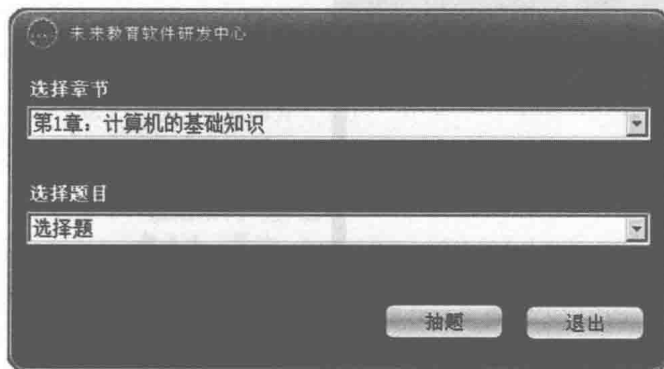 未来教育软件研发中心
选择章节
第1章：计算机的基础知识
选择题目
选择题
抽题
退出